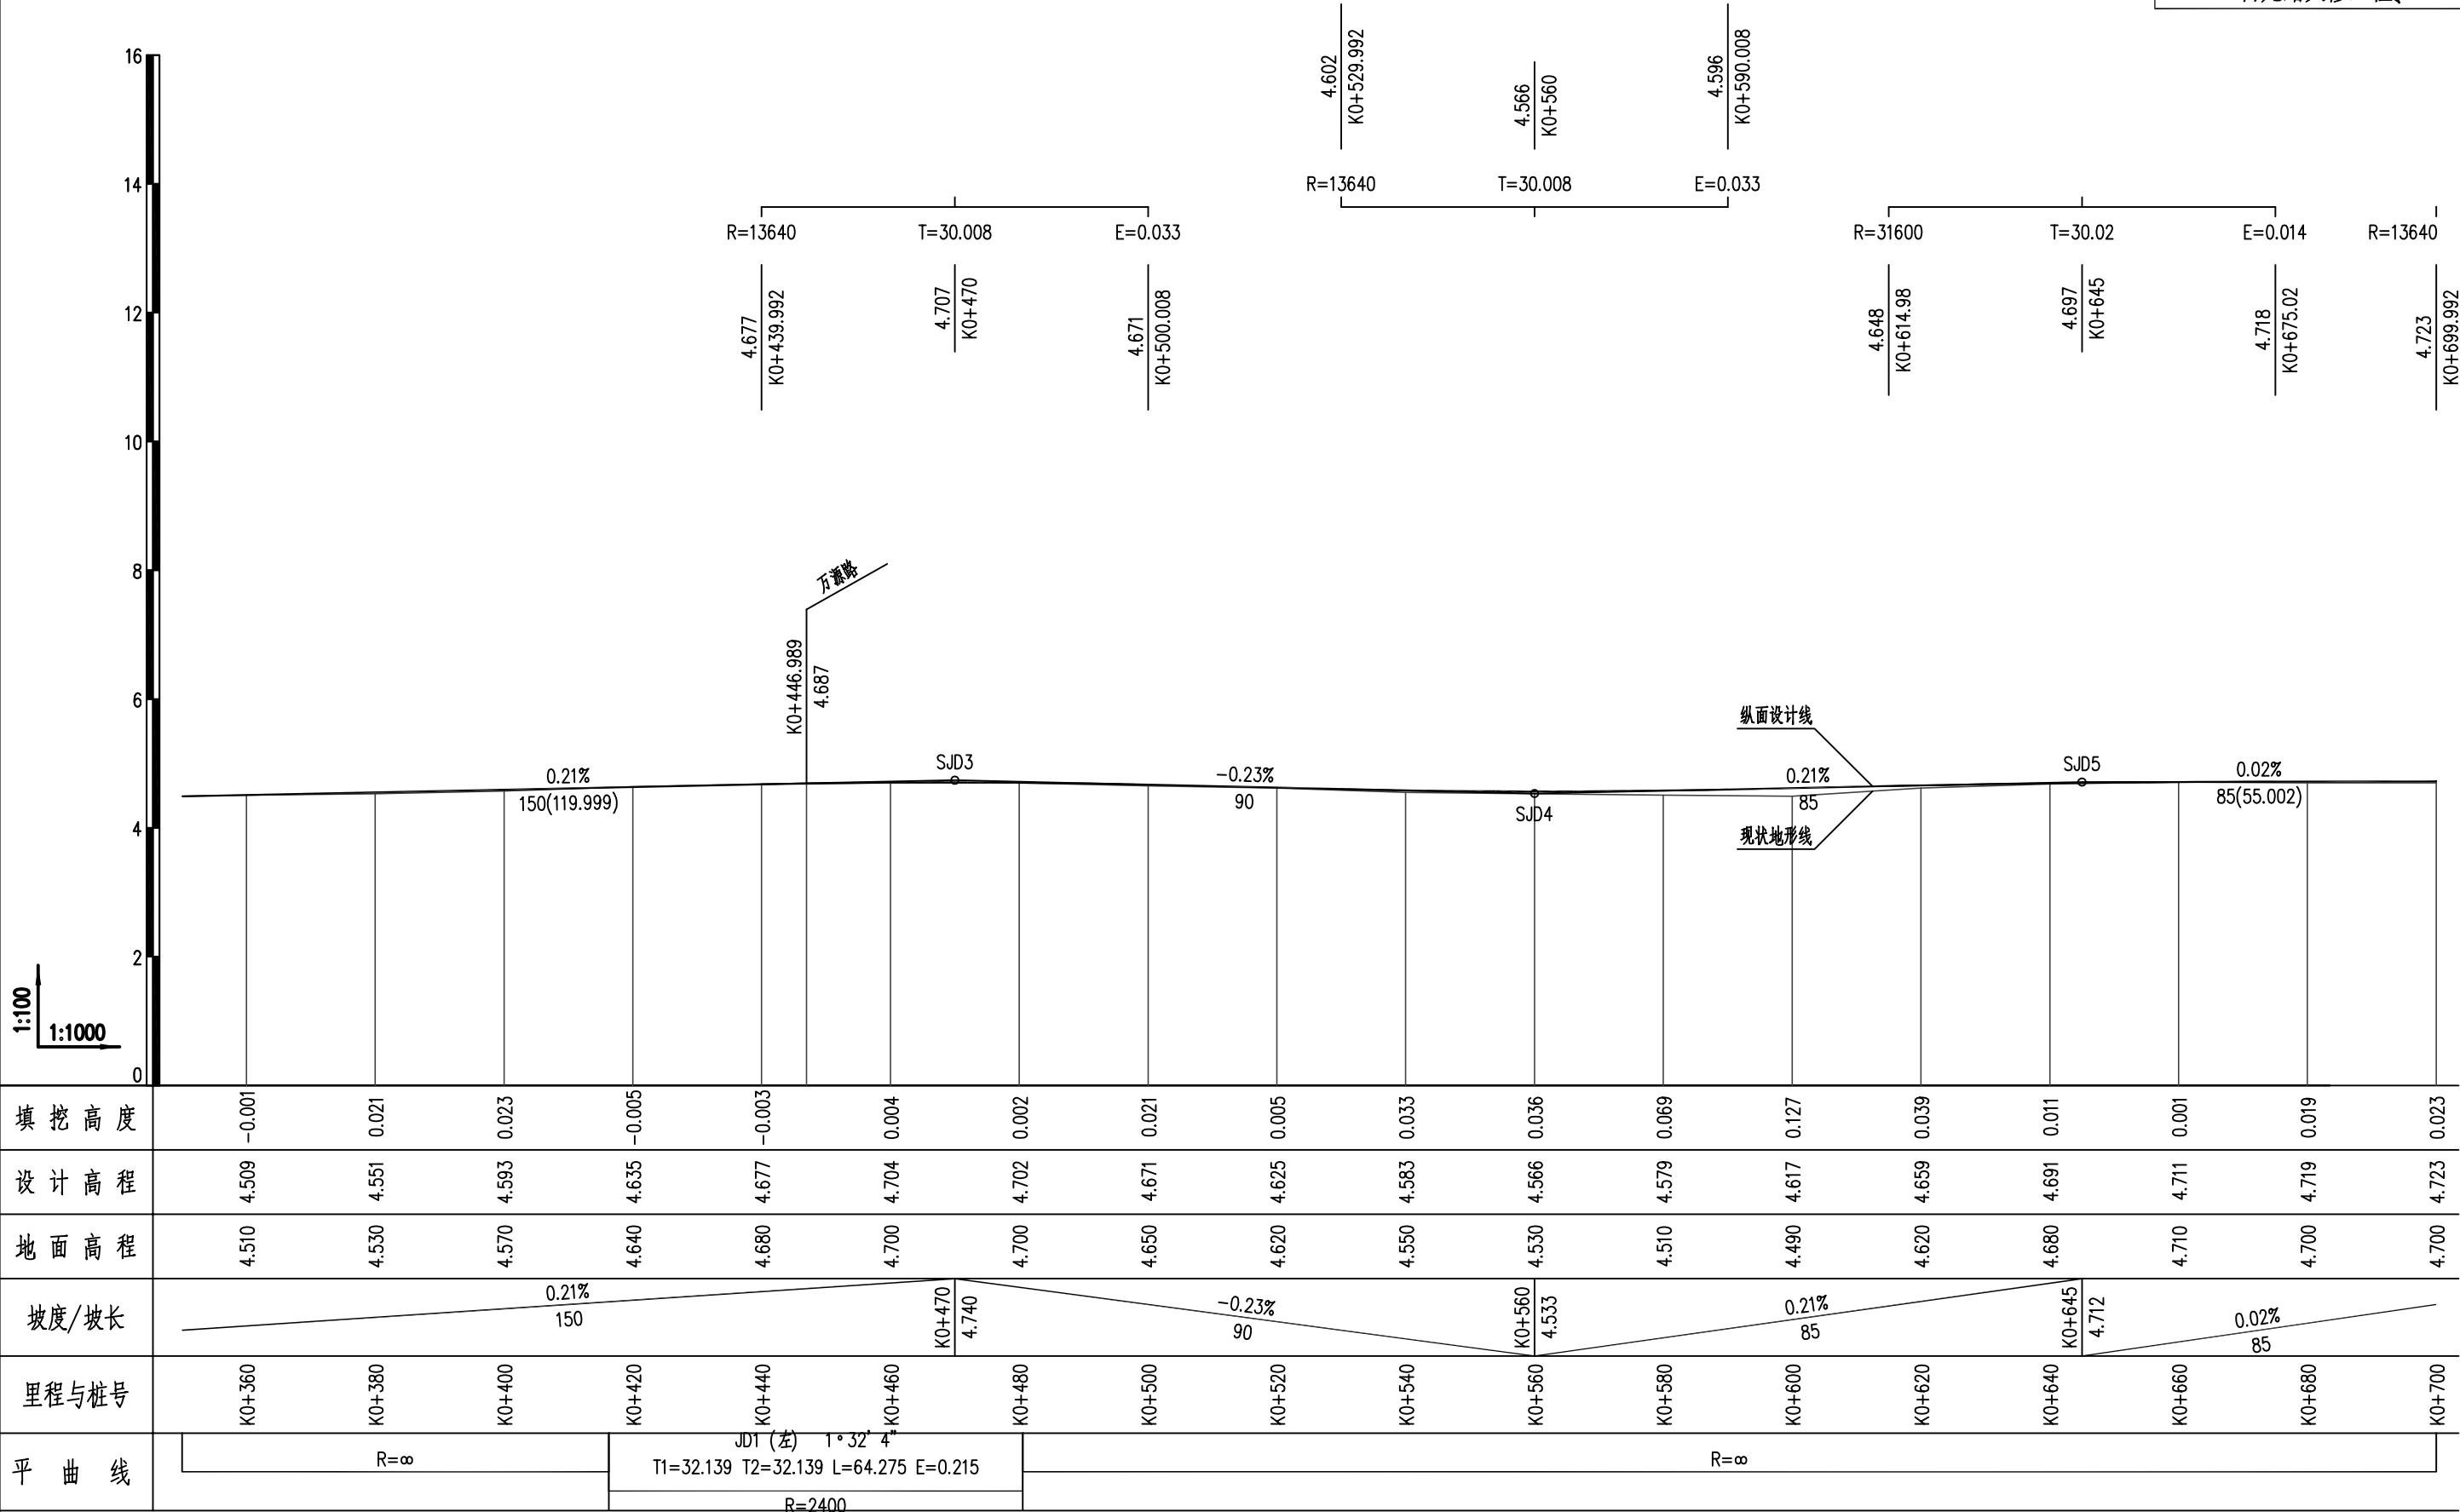 4.602
K0+529.992
4.566
K0+560
4.596
K0+590.008
R=13640 T=30.008 E=0.033
R=13640 T=30.008 E=0.033
4.677
K0+439.992
4.707
K0+470
4.671
K0+500.008
R=31600 T=30.02 E=0.014
4.648
K0+614.98
4.697
K0+645
4.718
K0+675.02
R=13640
4.723
K0+699.992
16
14
12
10
8
6
4
2
0
1:100
1:1000
万源路
K0+446.989
4.687
0.21%
150(119.999)
SJD3
-0.23%
90
SJD4
纵面设计线
0.21%
85
现状地形线
SJD5
0.02%
85(55.002)
填挖高度 -0.001 0.021 0.023 -0.005 -0.003 0.004 0.002 0.021 0.005 0.033 0.036 0.069 0.127 0.039 0.011 0.001 0.019 0.023
设计高程 4.509 4.551 4.593 4.635 4.677 4.704 4.702 4.671 4.625 4.583 4.566 4.579 4.617 4.659 4.691 4.711 4.719 4.723
地面高程 4.510 4.530 4.570 4.640 4.680 4.700 4.700 4.650 4.620 4.550 4.530 4.510 4.490 4.620 4.680 4.710 4.700 4.700
坡度/坡长
0.21%
150
K0+470
4.740
-0.23%
90
K0+560
4.533
0.21%
85
K0+645
4.712
0.02%
85
里程与桩号 K0+360 K0+380 K0+400 K0+420 K0+440 K0+460 K0+480 K0+500 K0+520 K0+540 K0+560 K0+580 K0+600 K0+620 K0+640 K0+660 K0+680 K0+700
平曲线
R=∞
JD1 (左) 1°32'4"
T1=32.139 T2=32.139 L=64.275 E=0.215
R=2400
R=∞